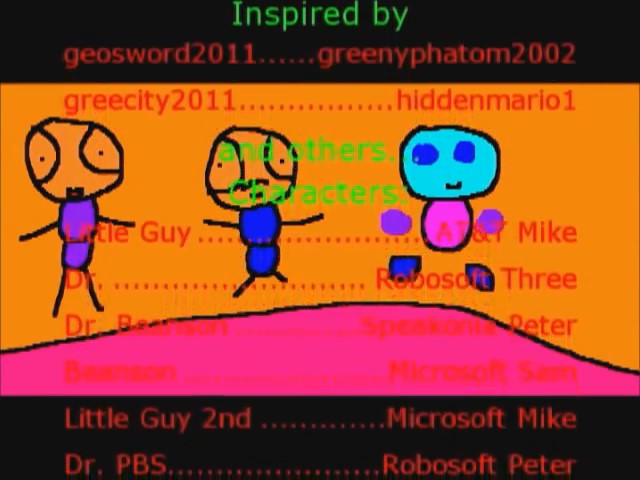 Inspired by
geosword2011......greenyphatom2002
greecity2011................hiddenmario1
and others.
Characters:
Little Guy ........................AT&T Mike
Dr. ............................ Robosoft Three
Dr. Beanson ..............Speakonia Peter
Beanson .......................Microsoft Sam
Little Guy 2nd .............Microsoft Mike
Dr. PBS.......................Robosoft Peter